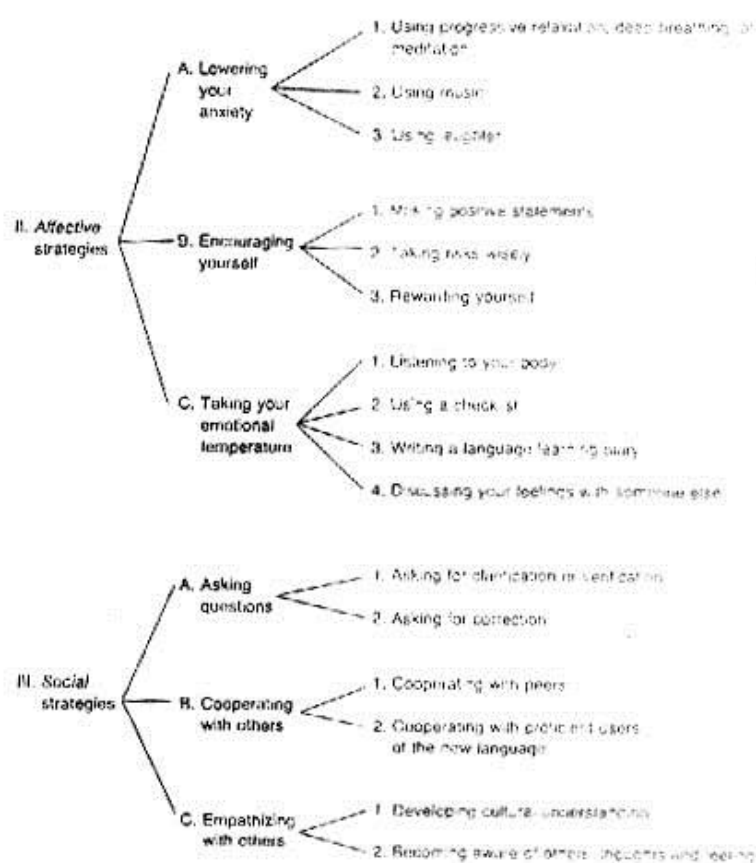 II. Affective
strategies
A. Lowering
your
anxiety
1. Using progressive relaxation, deep breathing, or
meditation
2. Using music
3. Using laughter
B. Encouraging
yourself
1. Making positive statements
2. Taking risks wisely
3. Rewarding yourself
C. Taking your
emotional
temperature
1. Listening to your body
2. Using a checklist
3. Writing a language learning diary
4. Discussing your feelings with someone else
III. Social
strategies
A. Asking
questions
1. Asking for clarification or verification
2. Asking for correction
B. Cooperating
with others
1. Cooperating with peers
2. Cooperating with proficient users
of the new language
C. Empathizing
with others
1. Developing cultural understanding
2. Becoming aware of others' thoughts and feelings